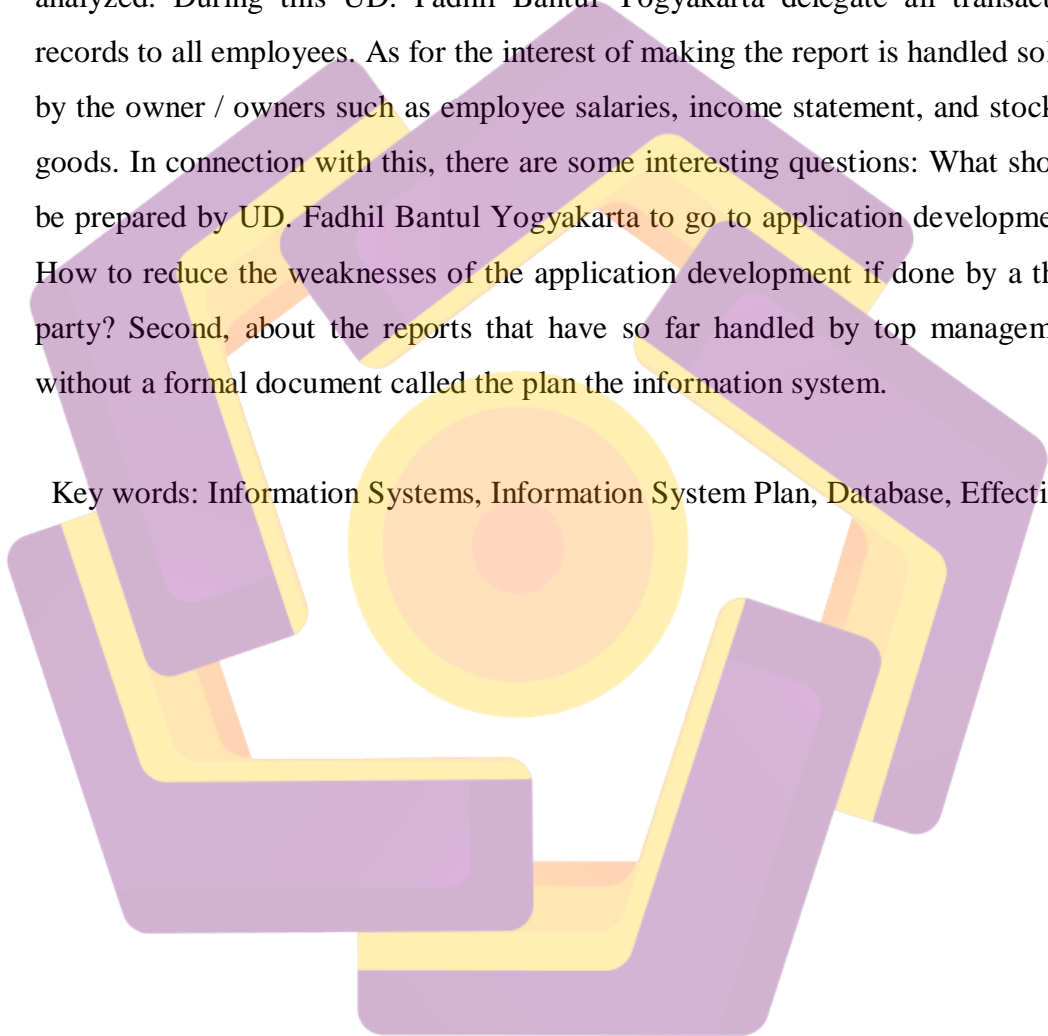 analyzed. During this UD. Fadhil Bantul Yogyakarta delegate all transact
records to all employees. As for the interest of making the report is handled sol
by the owner / owners such as employee salaries, income statement, and stock
goods. In connection with this, there are some interesting questions: What sho
be prepared by UD. Fadhil Bantul Yogyakarta to go to application developme
How to reduce the weaknesses of the application development if done by a th
party? Second, about the reports that have so far handled by top managem
without a formal document called the plan the information system.
Key words: Information Systems, Information System Plan, Database, Effecti